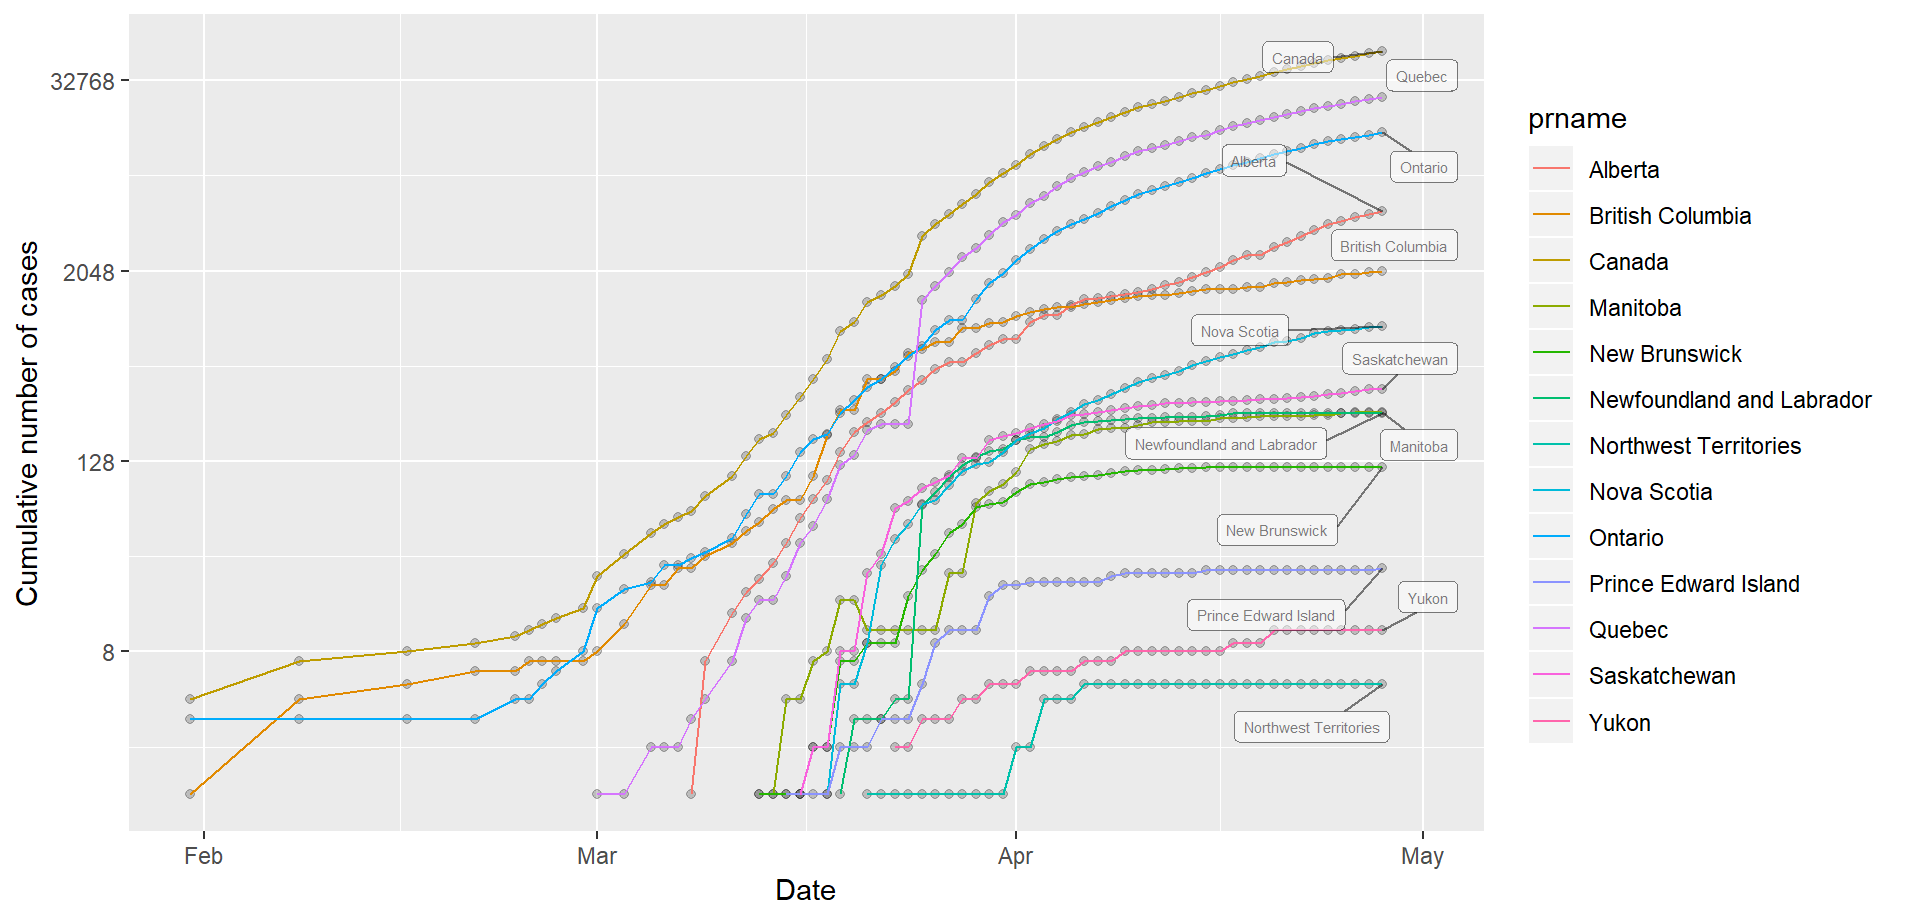 32768
2048
128
8
Cumulative number of cases
Feb
Mar
Apr
May
Date
Canada
Quebec
Alberta
Ontario
British Columbia
Nova Scotia
Saskatchewan
Newfoundland and Labrador
Manitoba
New Brunswick
Prince Edward Island
Yukon
Northwest Territories
prname
Alberta
British Columbia
Canada
Manitoba
New Brunswick
Newfoundland and Labrador
Northwest Territories
Nova Scotia
Ontario
Prince Edward Island
Quebec
Saskatchewan
Yukon